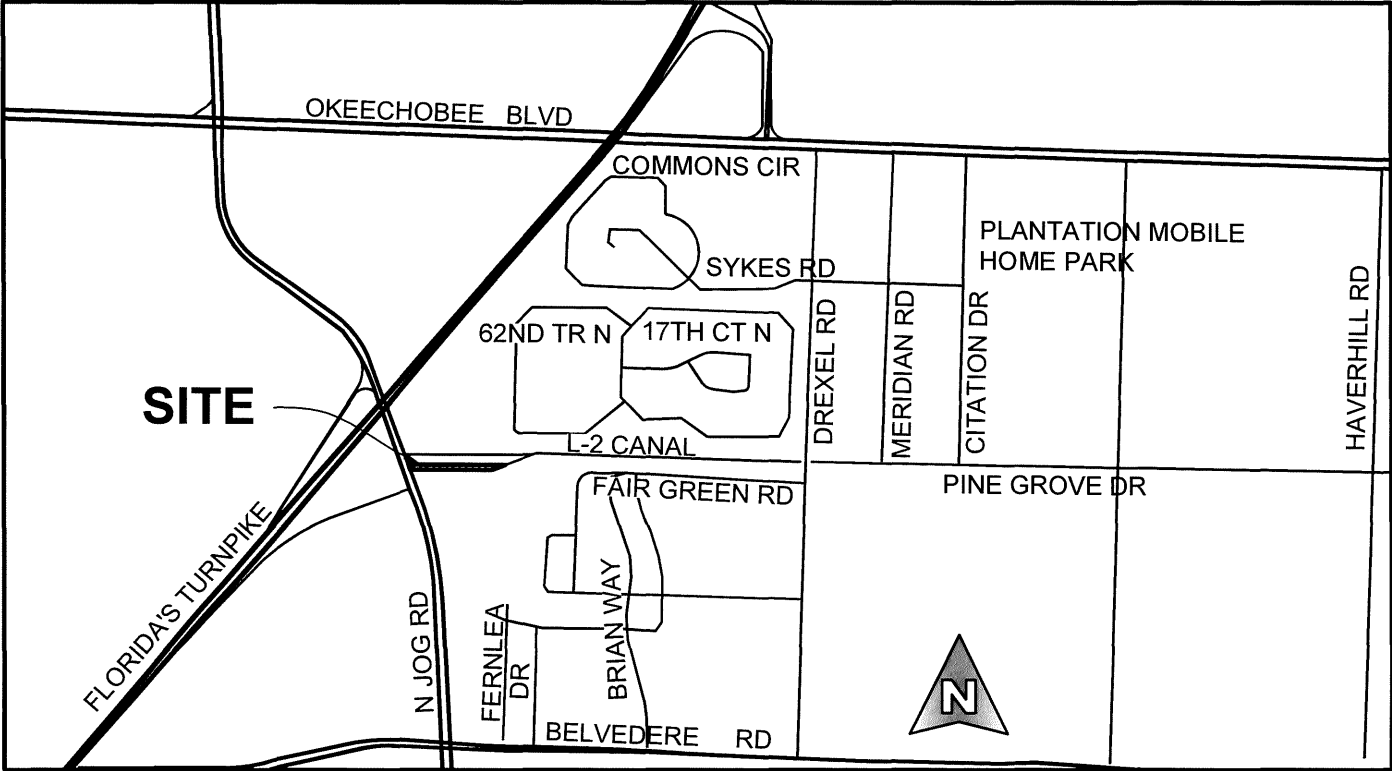 OKEECHOBEE BLVD
COMMONS CIR
PLANTATION MOBILE
HOME PARK
SYKES RD
62ND TR N
17TH CT N
DREXEL RD
MERIDIAN RD
CITATION DR
HAVERHILL RD
SITE
L-2 CANAL
FAIR GREEN RD
PINE GROVE DR
FLORIDA'S TURNPIKE
N JOG RD
FERNLEA
DR
BRIAN WAY
N
BELVEDERE RD